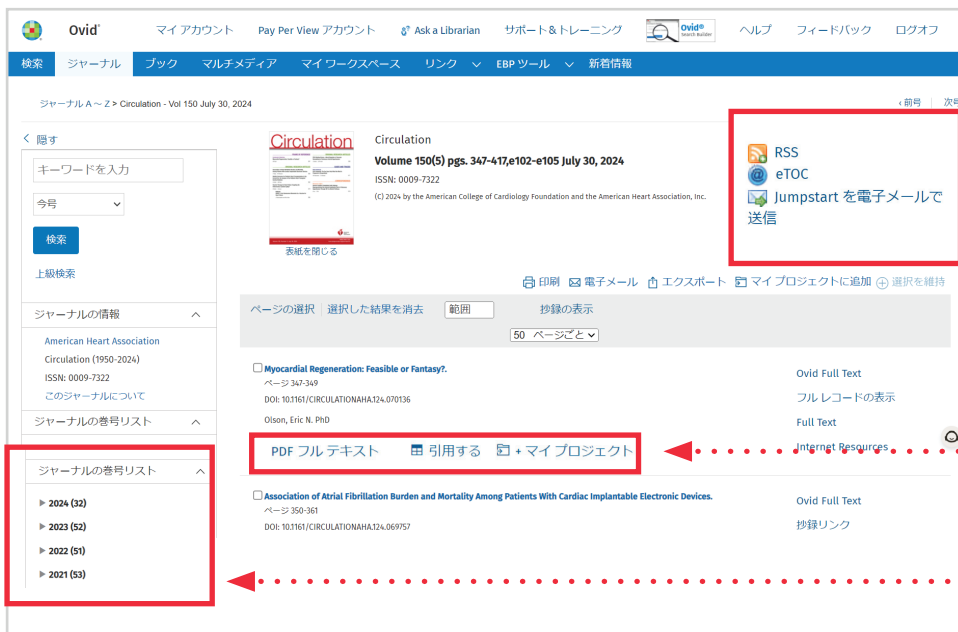 Ovid®
マイ アカウント
Pay Per View アカウント
Ask a Librarian
サポート＆トレーニング
Ovid®
Search Builder
ヘルプ
フィードバック
ログオフ
検索
ジャーナル
ブック
マルチメディア
マイ ワークスペース
リンク
EBP ツール
新着情報
ジャーナル A ～ Z > Circulation - Vol 150 July 30, 2024
‹ 前号
次号
隠す
キーワードを入力
今号
検索
上級検索
Circulation
表紙を閉じる
Circulation
Volume 150(5) pgs. 347-417,e102-e105 July 30, 2024
ISSN: 0009-7322
(C) 2024 by the American College of Cardiology Foundation and the American Heart Association, Inc.
RSS
eTOC
Jumpstart を電子メールで
送信
印刷
電子メール
エクスポート
マイ プロジェクトに追加
選択を維持
ページの選択
選択した結果を消去
範囲
抄録の表示
50 ページごと
ジャーナルの情報
American Heart Association
Circulation (1950-2024)
ISSN: 0009-7322
このジャーナルについて
ジャーナルの巻号リスト
ジャーナルの巻号リスト
2024 (32)
2023 (52)
2022 (51)
2021 (53)
Myocardial Regeneration: Feasible or Fantasy?.
ページ 347-349
DOI: 10.1161/CIRCULATIONAHA.124.070136
Olson, Eric N. PhD
PDF フル テキスト
引用する
+ マイ プロジェクト
Ovid Full Text
フル レコードの表示
Full Text
Internet Resources
Association of Atrial Fibrillation Burden and Mortality Among Patients With Cardiac Implantable Electronic Devices.
ページ 350-361
DOI: 10.1161/CIRCULATIONAHA.124.069757
Ovid Full Text
抄録リンク